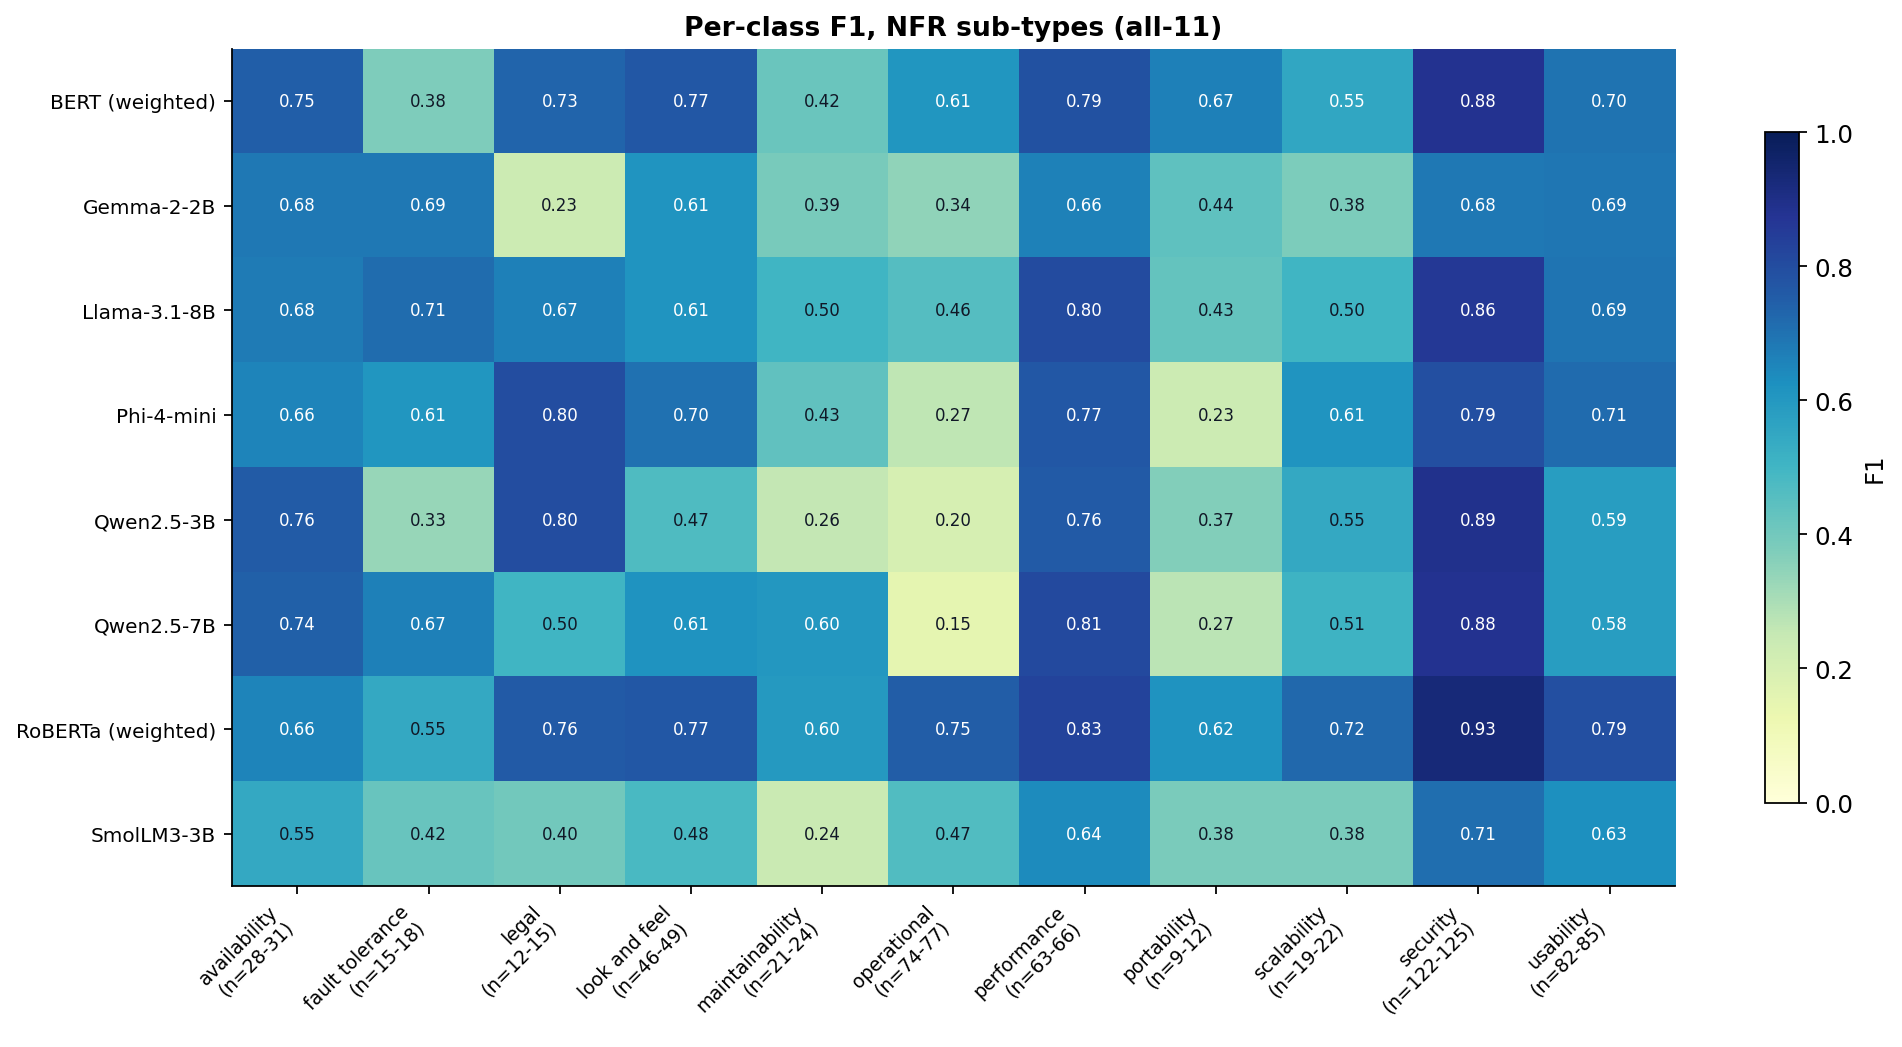 Per-class F1, NFR sub-types (all-11)
BERT (weighted) 0.75 0.38 0.73 0.77 0.42 0.61 0.79 0.67 0.55 0.88 0.70
Gemma-2-2B 0.68 0.69 0.23 0.61 0.39 0.34 0.66 0.44 0.38 0.68 0.69
Llama-3.1-8B 0.68 0.71 0.67 0.61 0.50 0.46 0.80 0.43 0.50 0.86 0.69
Phi-4-mini 0.66 0.61 0.80 0.70 0.43 0.27 0.77 0.23 0.61 0.79 0.71
Qwen2.5-3B 0.76 0.33 0.80 0.47 0.26 0.20 0.76 0.37 0.55 0.89 0.59
Qwen2.5-7B 0.74 0.67 0.50 0.61 0.60 0.15 0.81 0.27 0.51 0.88 0.58
RoBERTa (weighted) 0.66 0.55 0.76 0.77 0.60 0.75 0.83 0.62 0.72 0.93 0.79
SmolLM3-3B 0.55 0.42 0.40 0.48 0.24 0.47 0.64 0.38 0.38 0.71 0.63
availability
(n=28-31)
fault tolerance
(n=15-18)
legal
(n=12-15)
look and feel
(n=46-49)
maintainability
(n=21-24)
operational
(n=74-77)
performance
(n=63-66)
portability
(n=9-12)
scalability
(n=19-22)
security
(n=122-125)
usability
(n=82-85)
1.0
0.8
0.6
0.4
0.2
0.0
F1